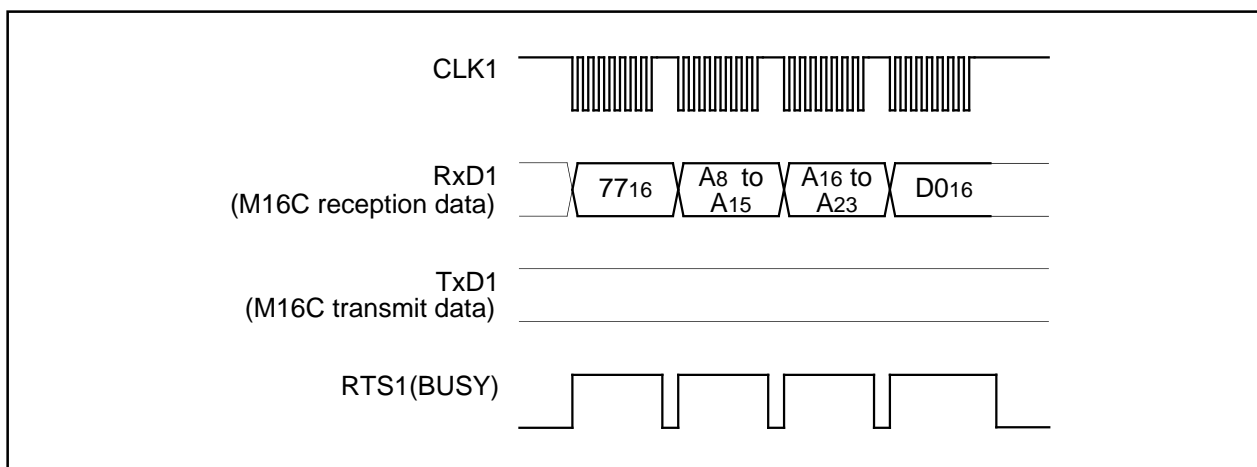 CLK1
RxD1
(M16C reception data)
7716
A8 to
A15
A16 to
A23
D016
TxD1
(M16C transmit data)
RTS1(BUSY)